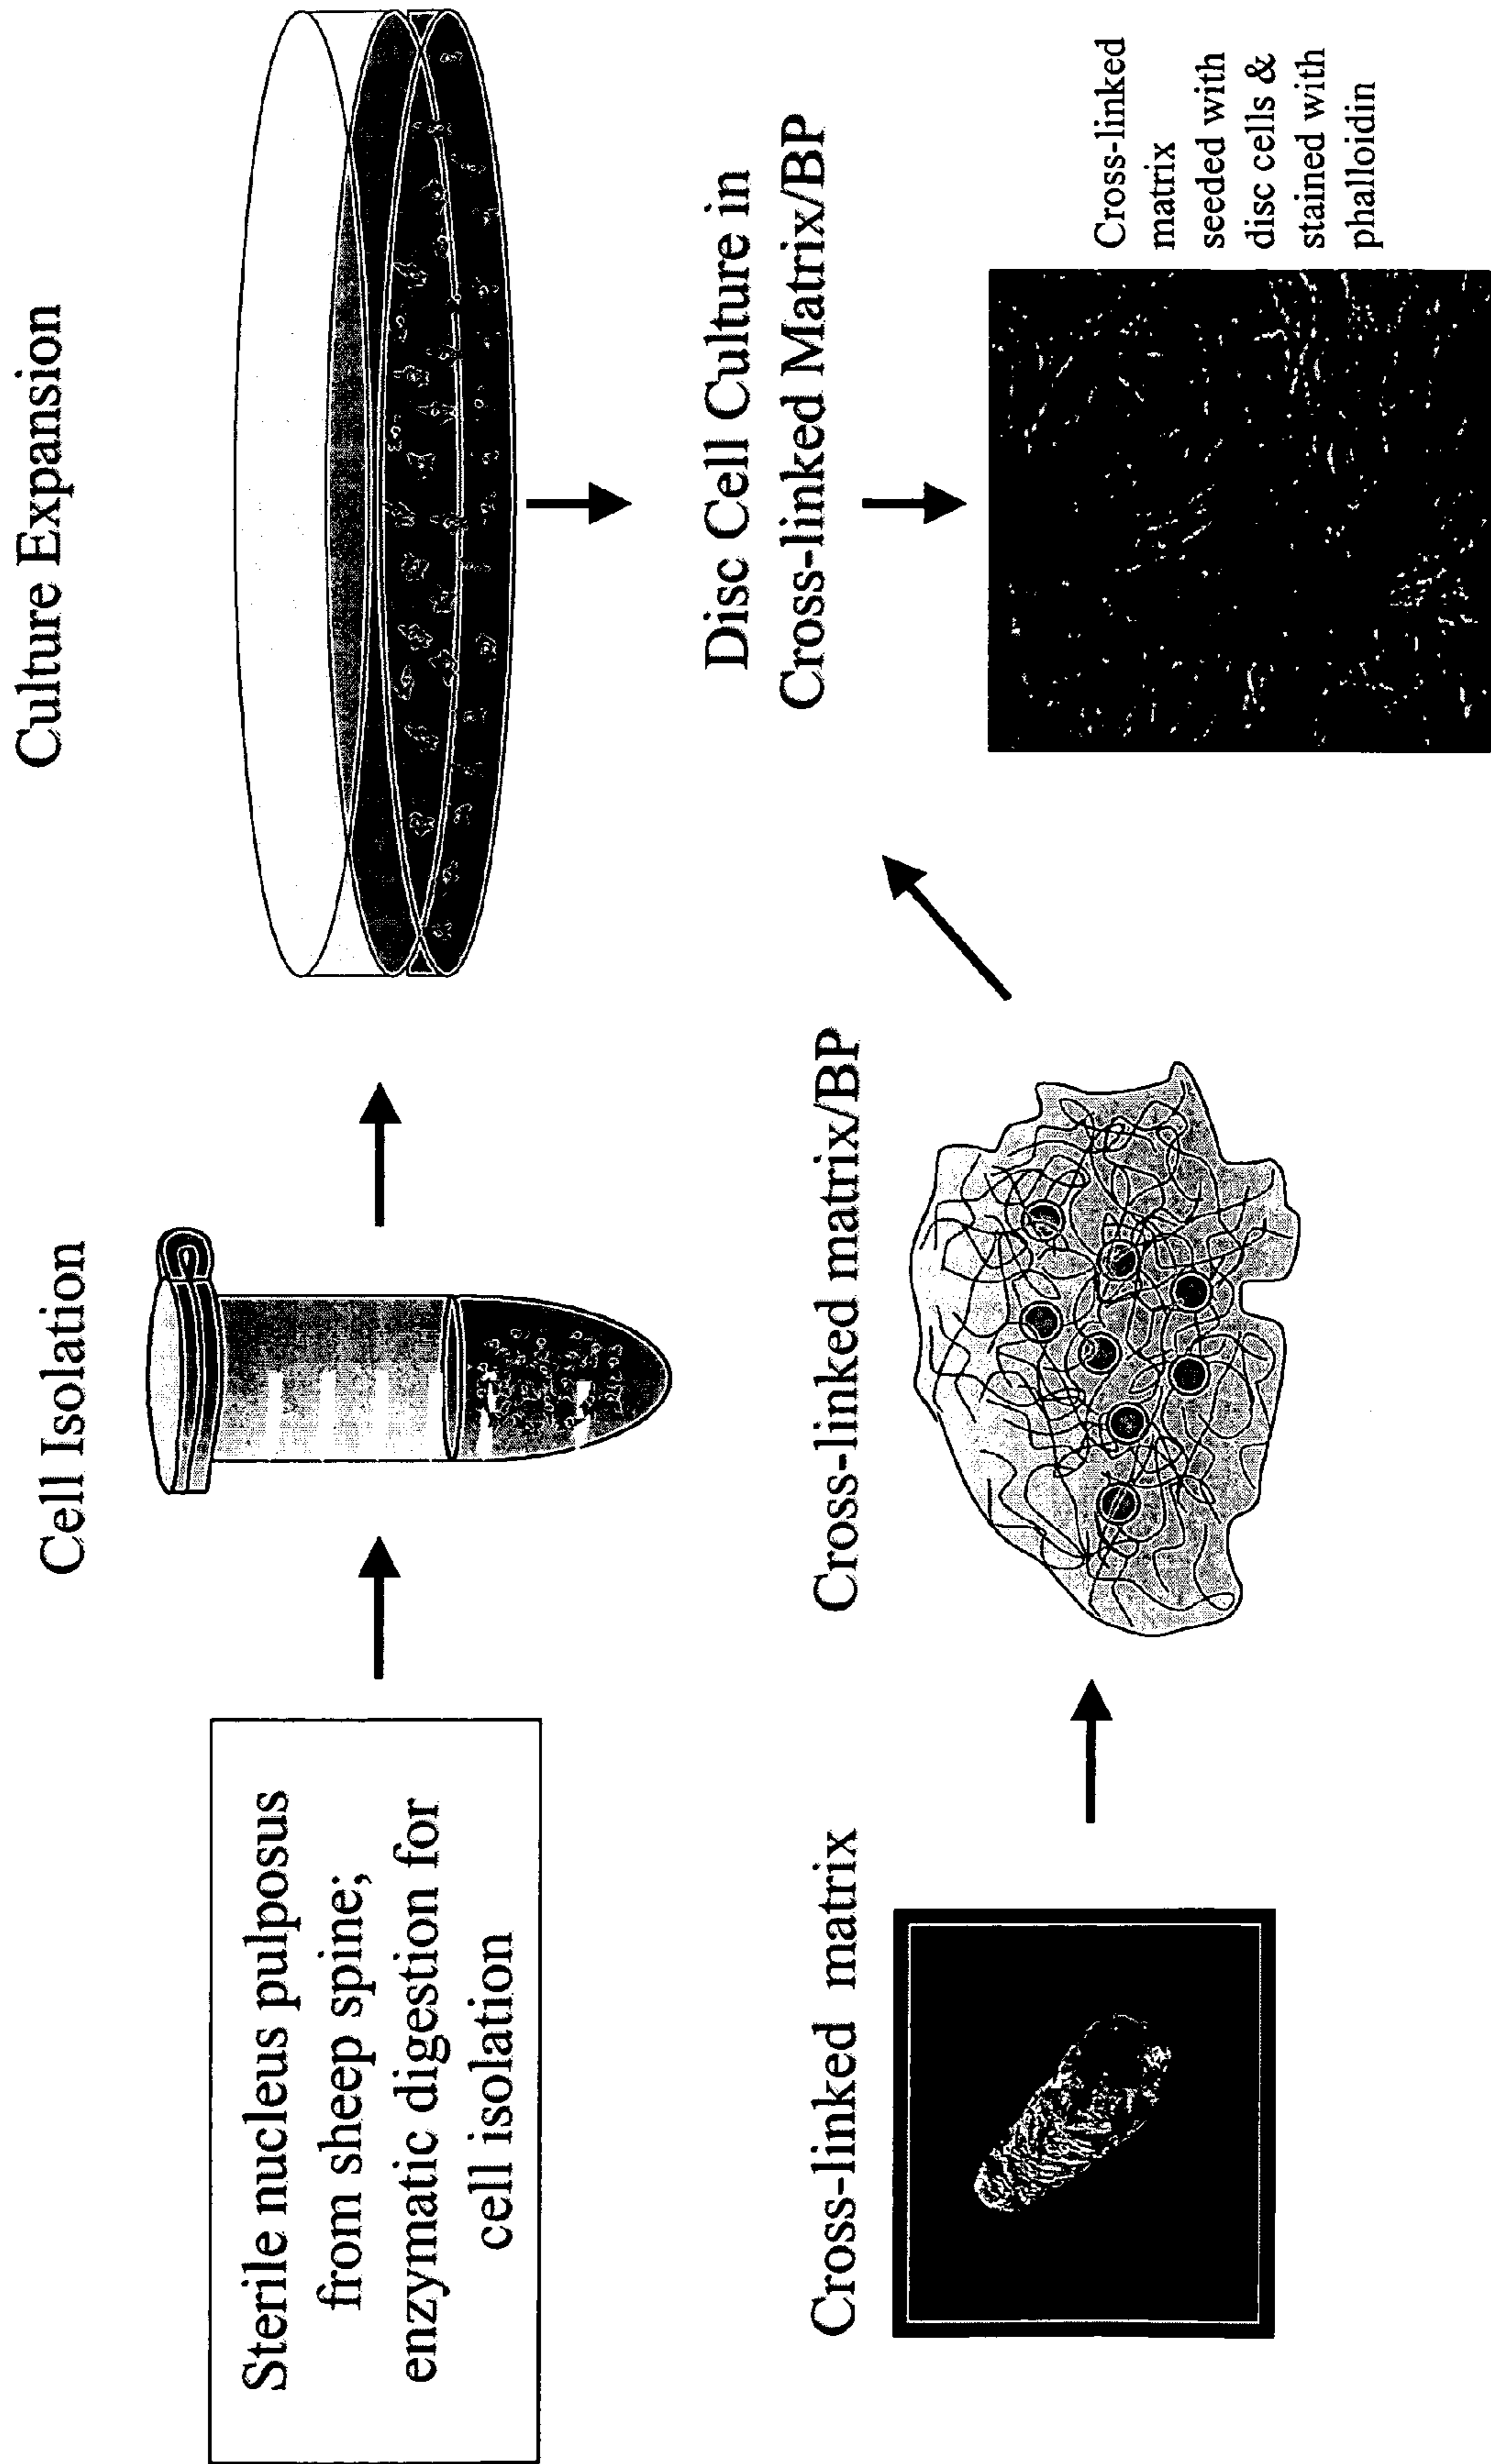 Sterile nucleus pulposus
from sheep spine;
enzymatic digestion for
cell isolation
Cell Isolation
Culture Expansion
Cross-linked matrix
Cross-linked matrix/BP
Disc Cell Culture in
Cross-linked Matrix/BP
Cross-linked
matrix
seeded with
disc cells &
stained with
phalloidin